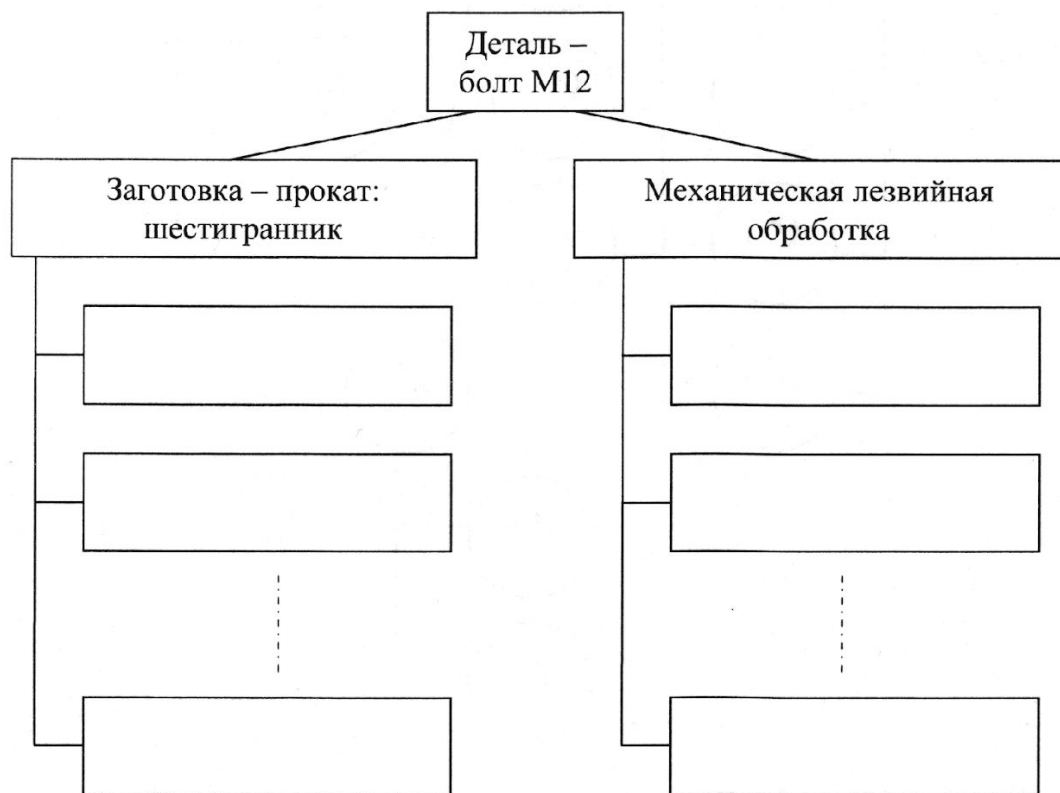 Деталь –
болт М12
Заготовка – прокат:
шестигранник
Механическая лезвийная
обработка